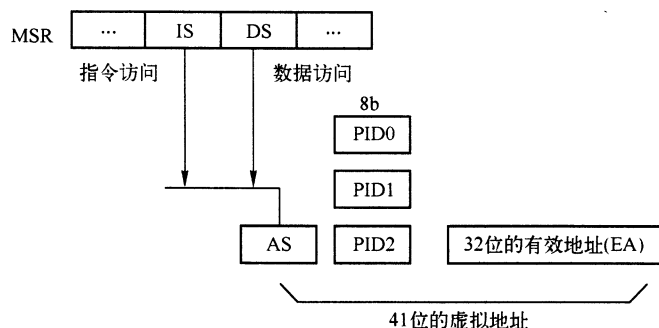 MSR ... IS DS ...
指令访问 数据访问
8b
PID0
PID1
AS PID2 32位的有效地址(EA)
41位的虚拟地址